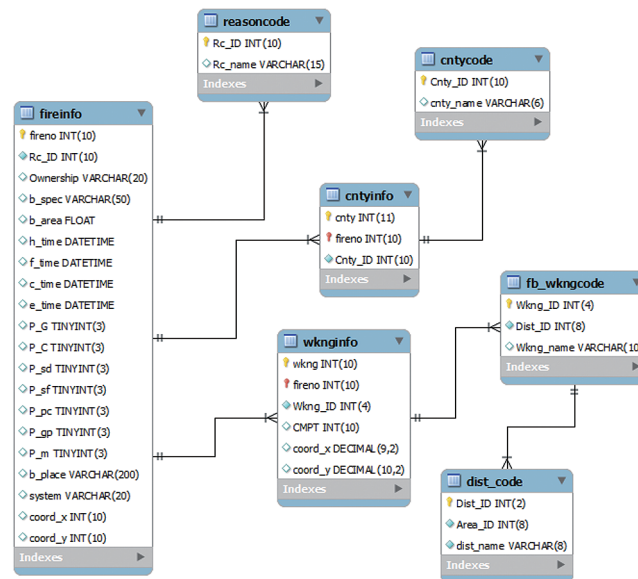 reasoncode
Rc_ID INT(10)
Rc_name VARCHAR(15)
Indexes
cntycode
Cnty_ID INT(10)
cnty_name VARCHAR(6)
Indexes
fireinfo
fireno INT(10)
Rc_ID INT(10)
Ownership VARCHAR(20)
b_spec VARCHAR(50)
b_area FLOAT
h_time DATETIME
f_time DATETIME
c_time DATETIME
e_time DATETIME
P_G TINYINT(3)
P_C TINYINT(3)
P_sd TINYINT(3)
P_sf TINYINT(3)
P_pc TINYINT(3)
P_gp TINYINT(3)
P_m TINYINT(3)
b_place VARCHAR(200)
system VARCHAR(20)
coord_x INT(10)
coord_y INT(10)
Indexes
cntyinfo
cnty INT(11)
fireno INT(10)
Cnty_ID INT(10)
Indexes
wknginfo
wkng INT(10)
fireno INT(10)
Wkng_ID INT(4)
CMPT INT(10)
coord_x DECIMAL(9,2)
coord_y DECIMAL(10,2)
Indexes
fb_wkngcode
Wkng_ID INT(4)
Dist_ID INT(8)
Wkng_name VARCHAR(10
Indexes
dist_code
Dist_ID INT(2)
Area_ID INT(8)
dist_name VARCHAR(8)
Indexes